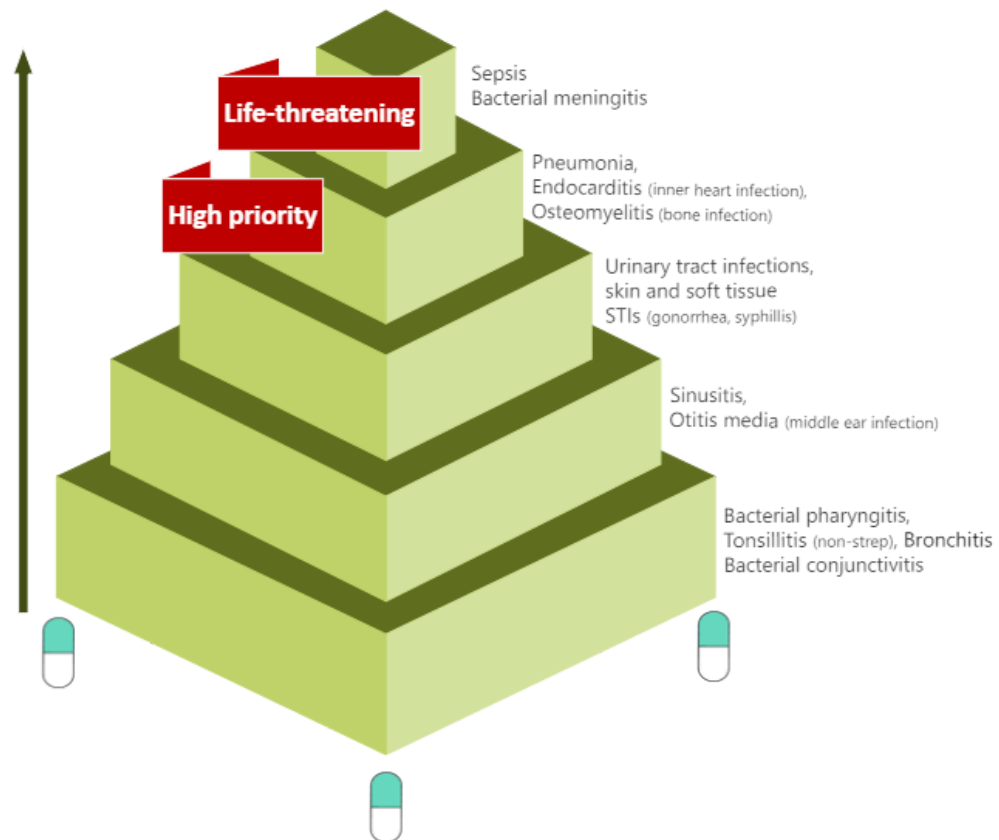 Sepsis
Bacterial meningitis
Life-threatening
Pneumonia,
Endocarditis (inner heart infection),
Osteomyelitis (bone infection)
High priority
Urinary tract infections,
skin and soft tissue
STIs (gonorrhea, syphillis)
Sinusitis,
Otitis media (middle ear infection)
Bacterial pharyngitis,
Tonsillitis (non-strep), Bronchitis
Bacterial conjunctivitis